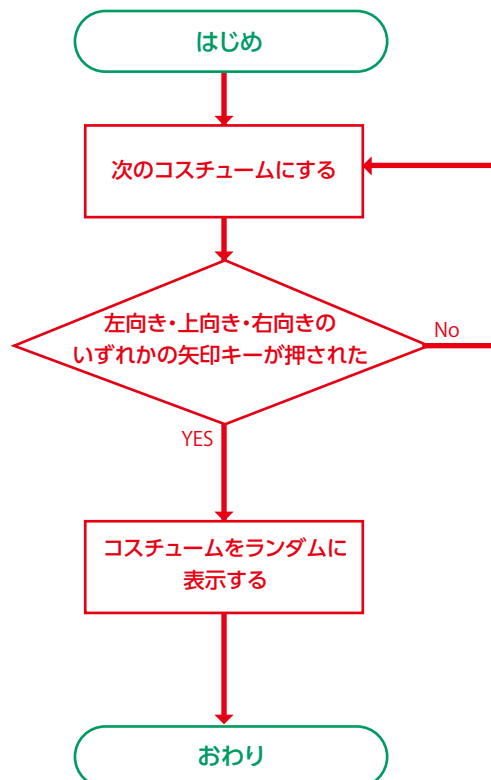 はじめ
次のコスチュームにする
左向き・上向き・右向きの
いずれかの矢印キーが押された
No
YES
コスチュームをランダムに
表示する
おわり